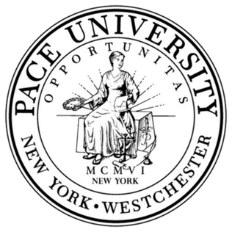 PACE UNIVERSITY
OPPORTUNITAS
MCMVI
NEW YORK
NEW YORK • WESTCHESTER